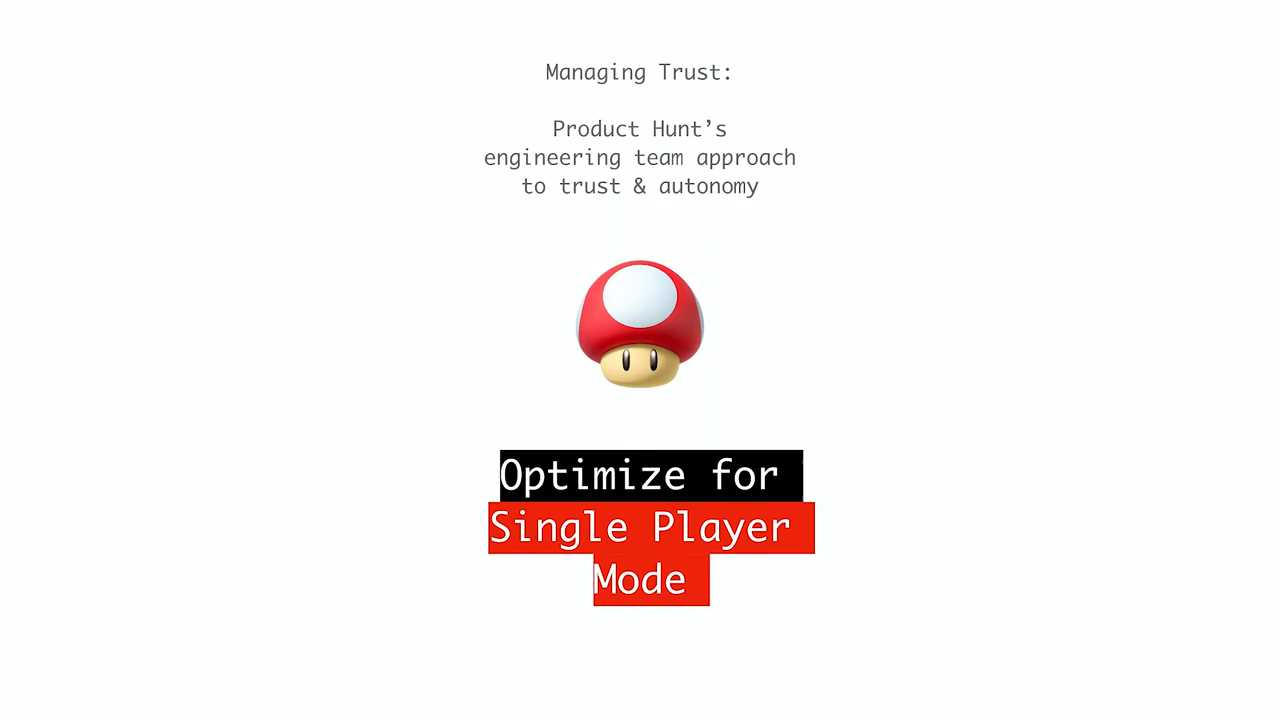 Managing Trust:
Product Hunt’s
engineering team approach
to trust & autonomy
Optimize for
Single Player
Mode